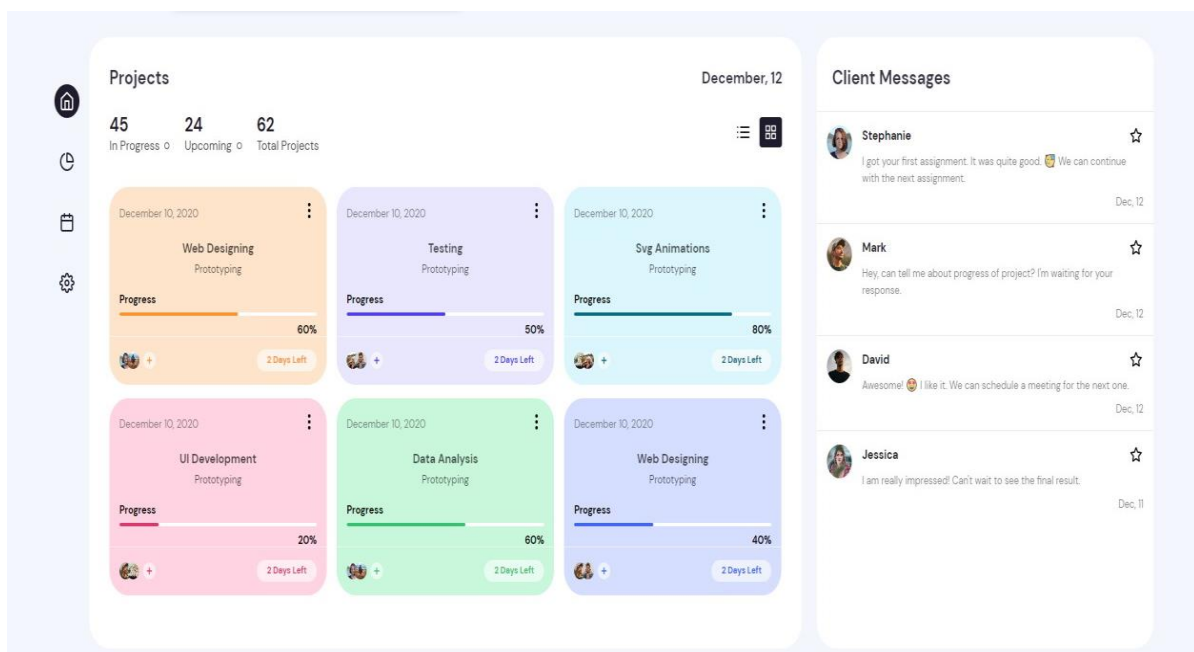 Projects
December, 12
45
24
62
In Progress
Upcoming
Total Projects
December 10, 2020
Web Designing
Prototyping
Progress
60%
+
2 Days Left
December 10, 2020
Testing
Prototyping
Progress
50%
+
2 Days Left
December 10, 2020
Svg Animations
Prototyping
Progress
80%
+
2 Days Left
December 10, 2020
UI Development
Prototyping
Progress
20%
+
2 Days Left
December 10, 2020
Data Analysis
Prototyping
Progress
60%
+
2 Days Left
December 10, 2020
Web Designing
Prototyping
Progress
40%
+
2 Days Left
Client Messages
Stephanie
I got your first assignment. It was quite good. 🥳 We can continue
with the next assignment.
Dec, 12
Mark
Hey, can tell me about progress of project? I'm waiting for your
response.
Dec, 12
David
Awesome! 🤩 I like it. We can schedule a meeting for the next one.
Dec, 12
Jessica
I am really impressed! Can't wait to see the final result.
Dec, 11